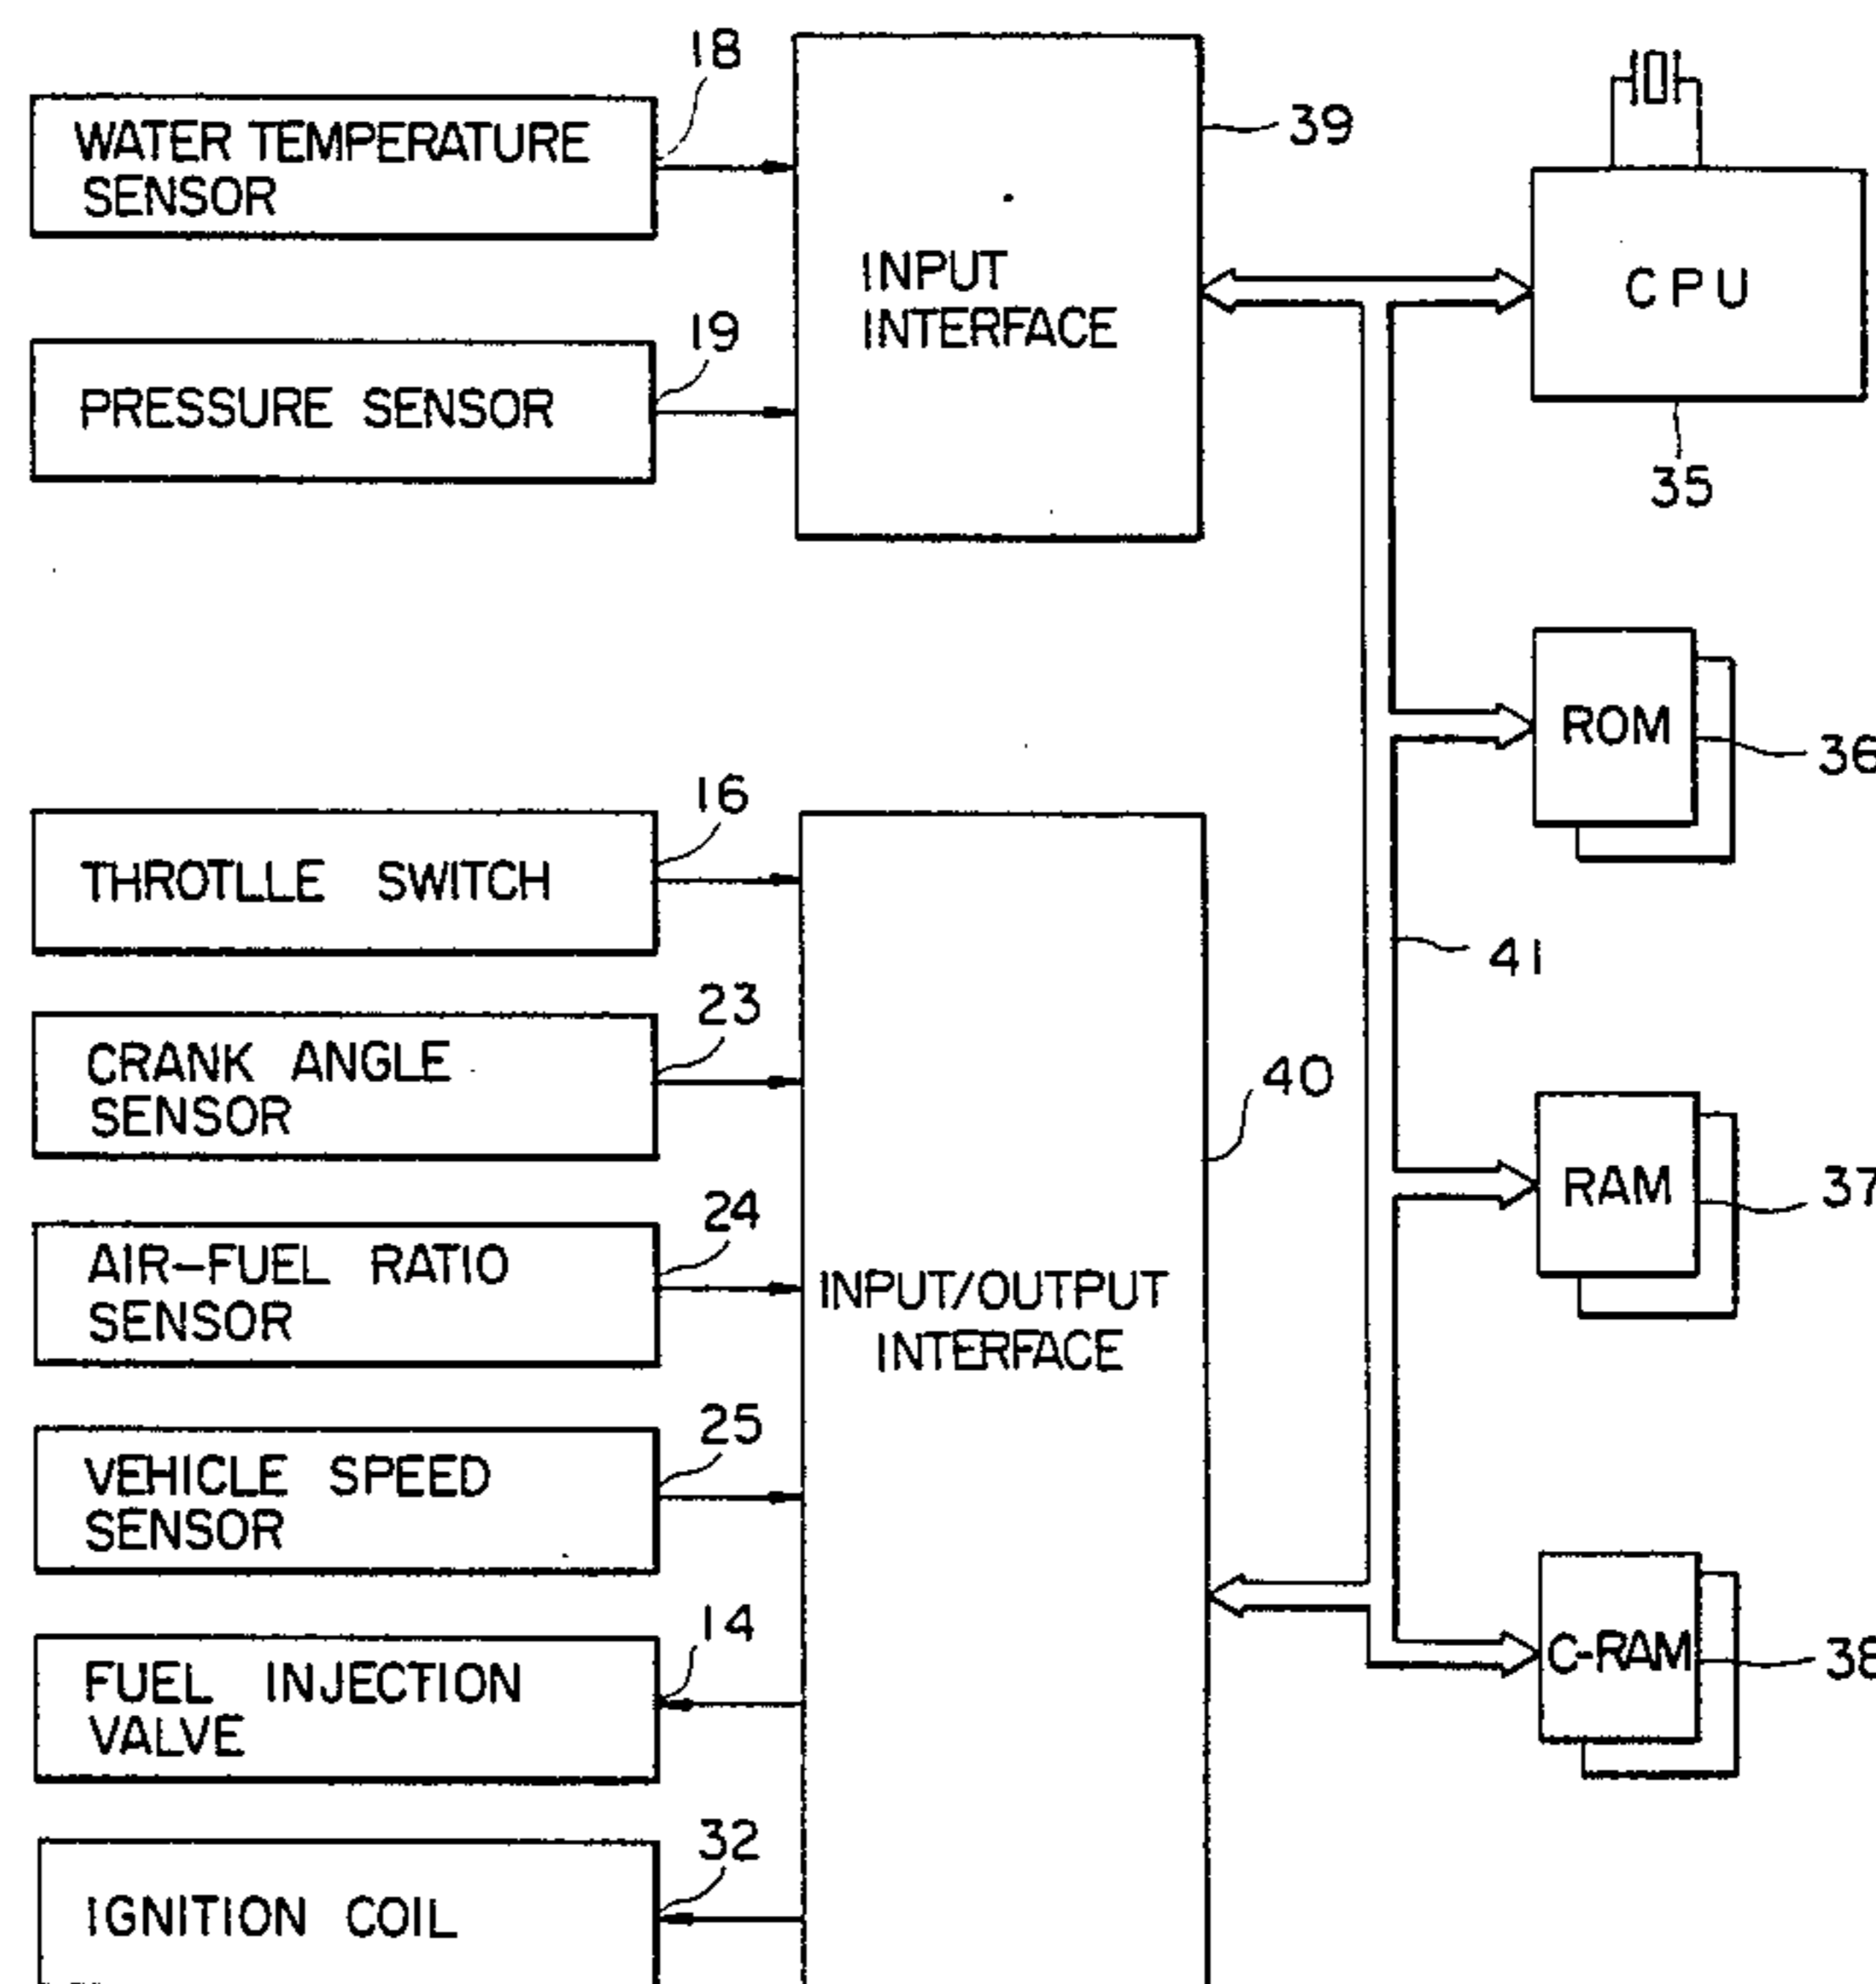 18
WATER TEMPERATURE
SENSOR
INPUT
INTERFACE
39
CPU
35
19
PRESSURE SENSOR
ROM
36
16
THROTLLE SWITCH
41
23
CRANK ANGLE
SENSOR
40
RAM
37
24
AIR-FUEL RATIO
SENSOR
INPUT/OUTPUT
INTERFACE
25
VEHICLE SPEED
SENSOR
14
FUEL INJECTION
VALVE
C-RAM
38
32
IGNITION COIL